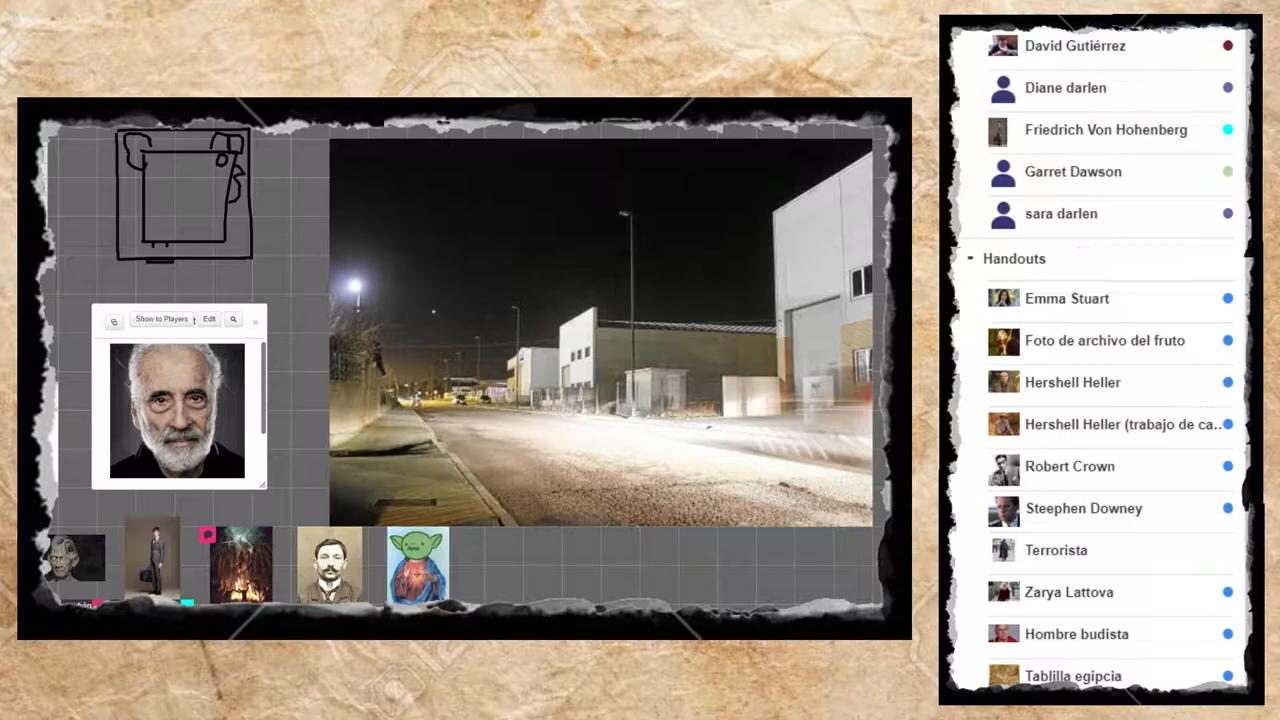 Show to Players
Edit
David Gutiérrez
Diane darlen
Friedrich Von Hohenberg
Garret Dawson
sara darlen
Handouts
Emma Stuart
Foto de archivo del fruto
Hershell Heller
Hershell Heller (trabajo de ca...
Robert Crown
Steephen Downey
Terrorista
Zarya Lattova
Hombre budista
Tablilla egipcia